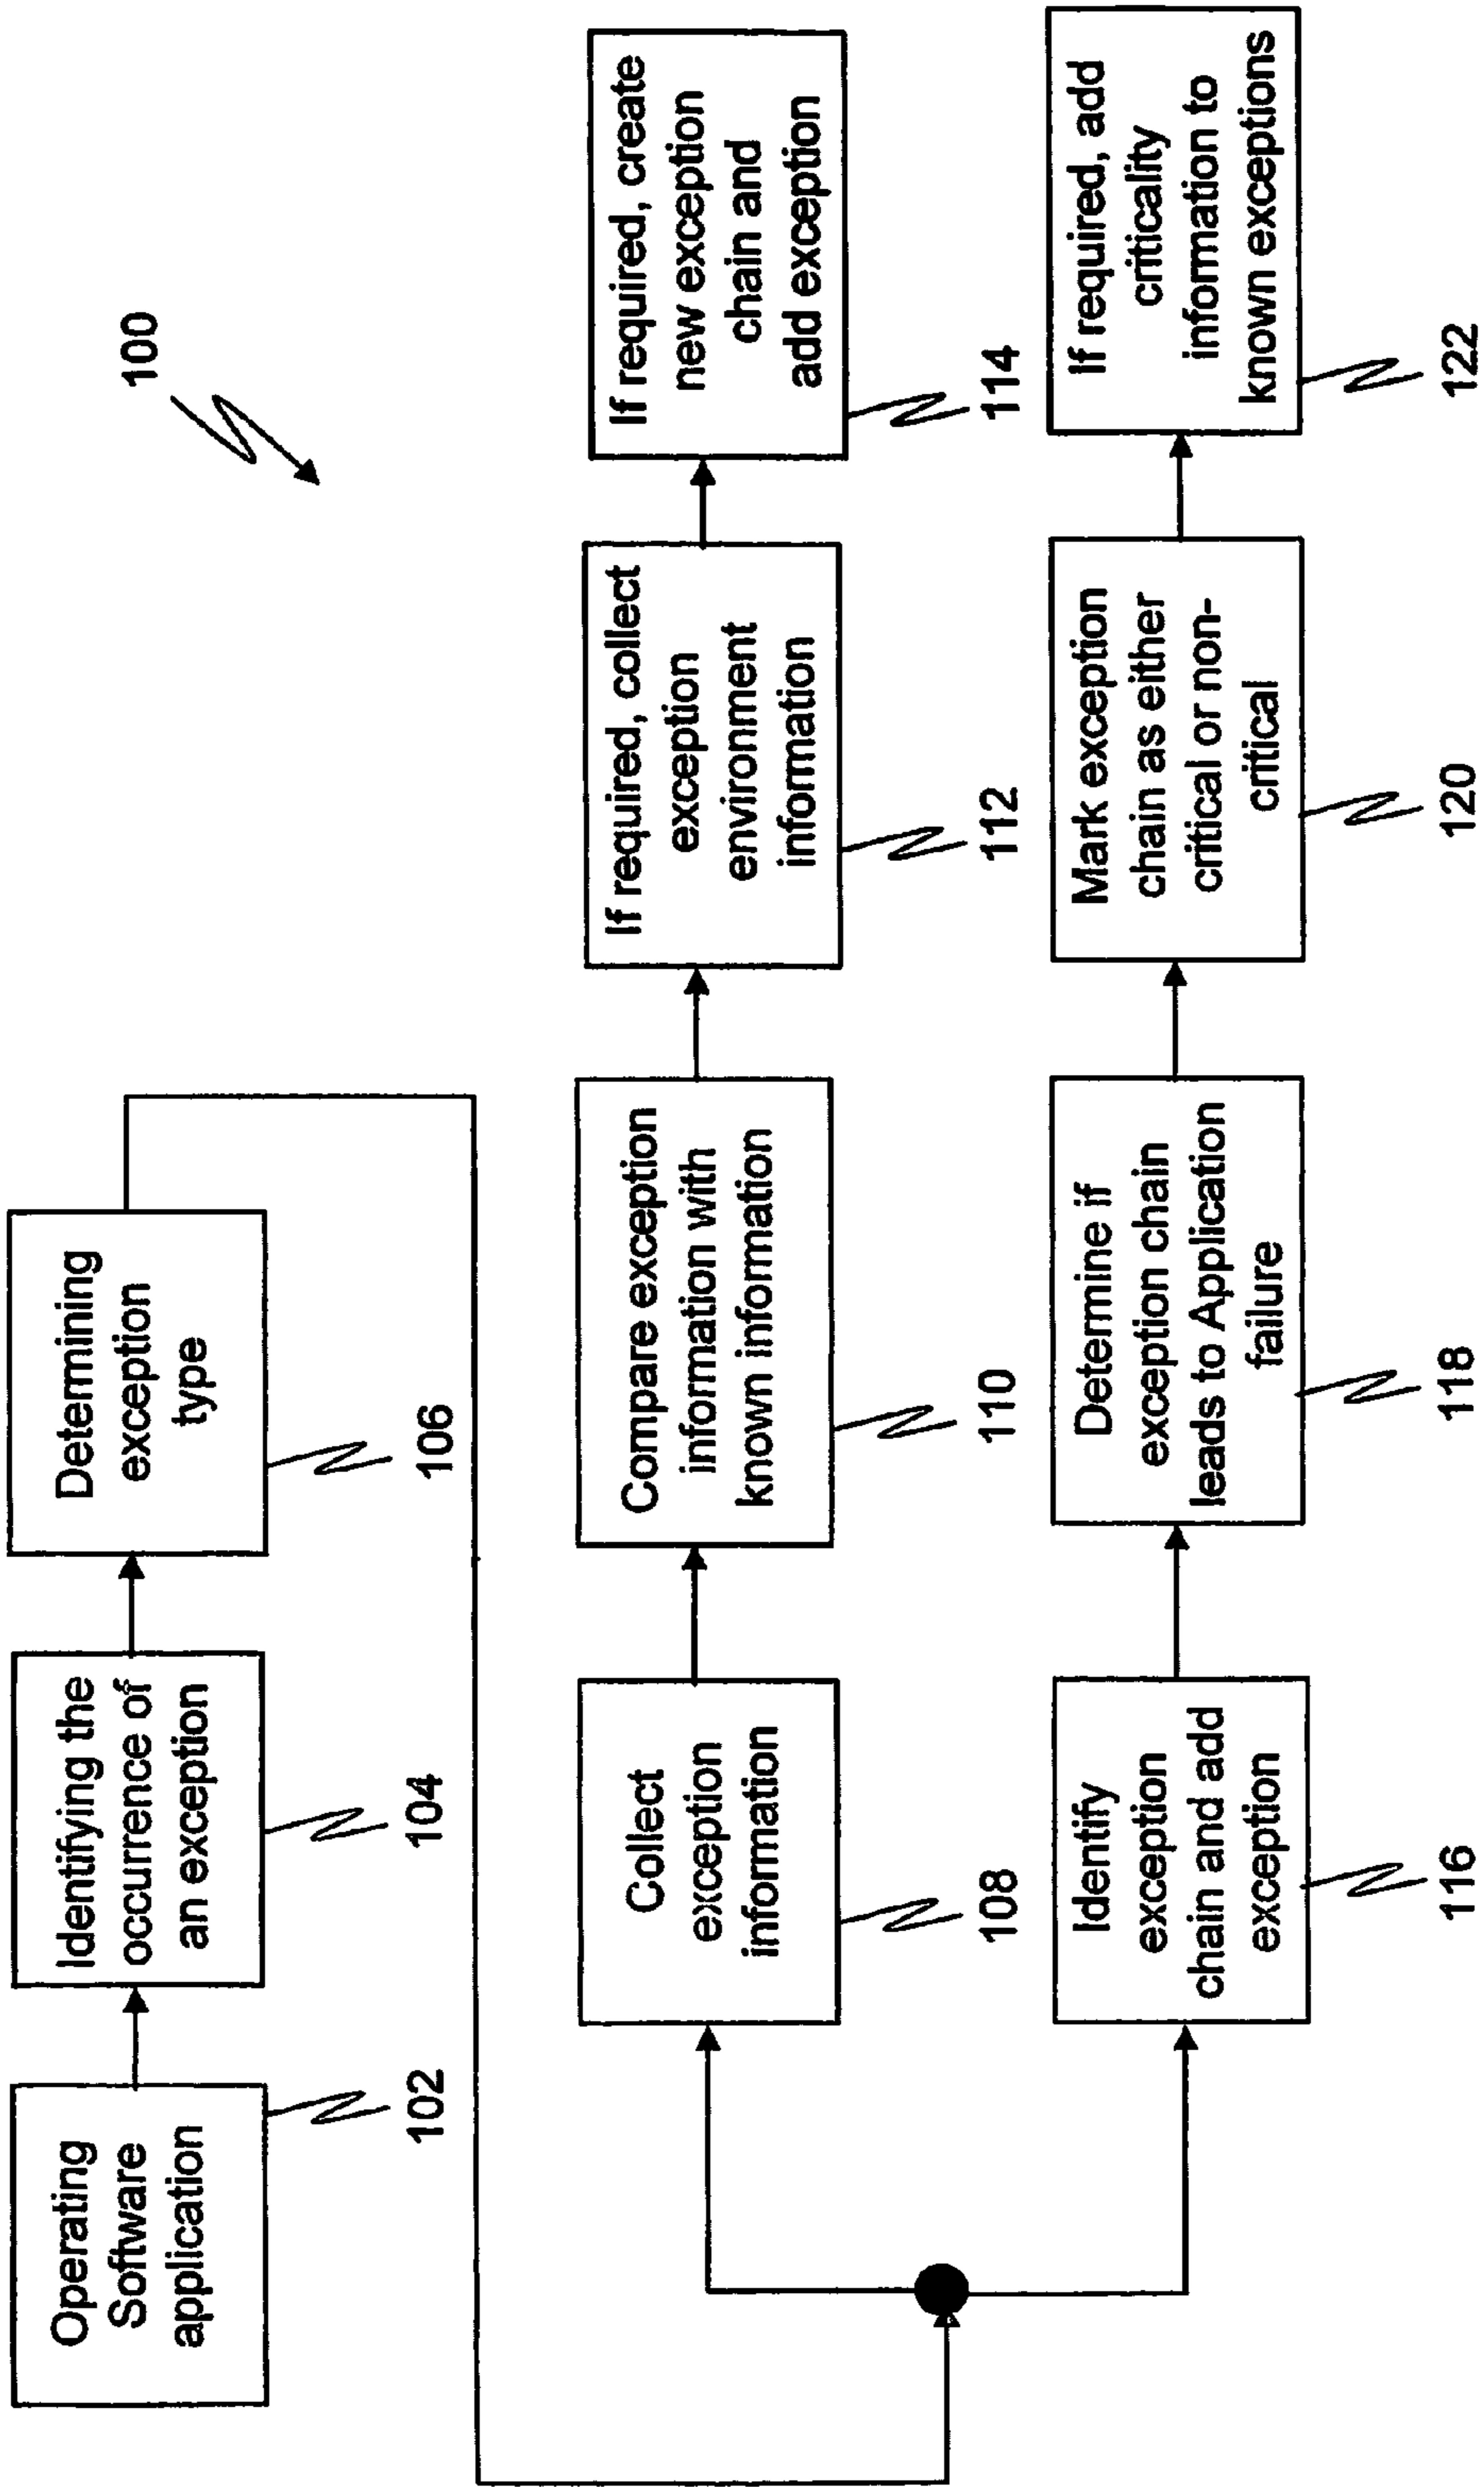 100
Operating
Software
application
102
Identifying the
occurrence of
an exception
104
Determining
exception
type
106
Collect
exception
information
108
Compare exception
information with
known information
110
If required, collect
exception
environment
information
112
If required, create
new exception
chain and
add exception
114
Identify
exception
chain and add
exception
116
Determine if
exception chain
leads to Application
failure
118
Mark exception
chain as either
critical or non-
critical
120
If required, add
criticality
information to
known exceptions
122